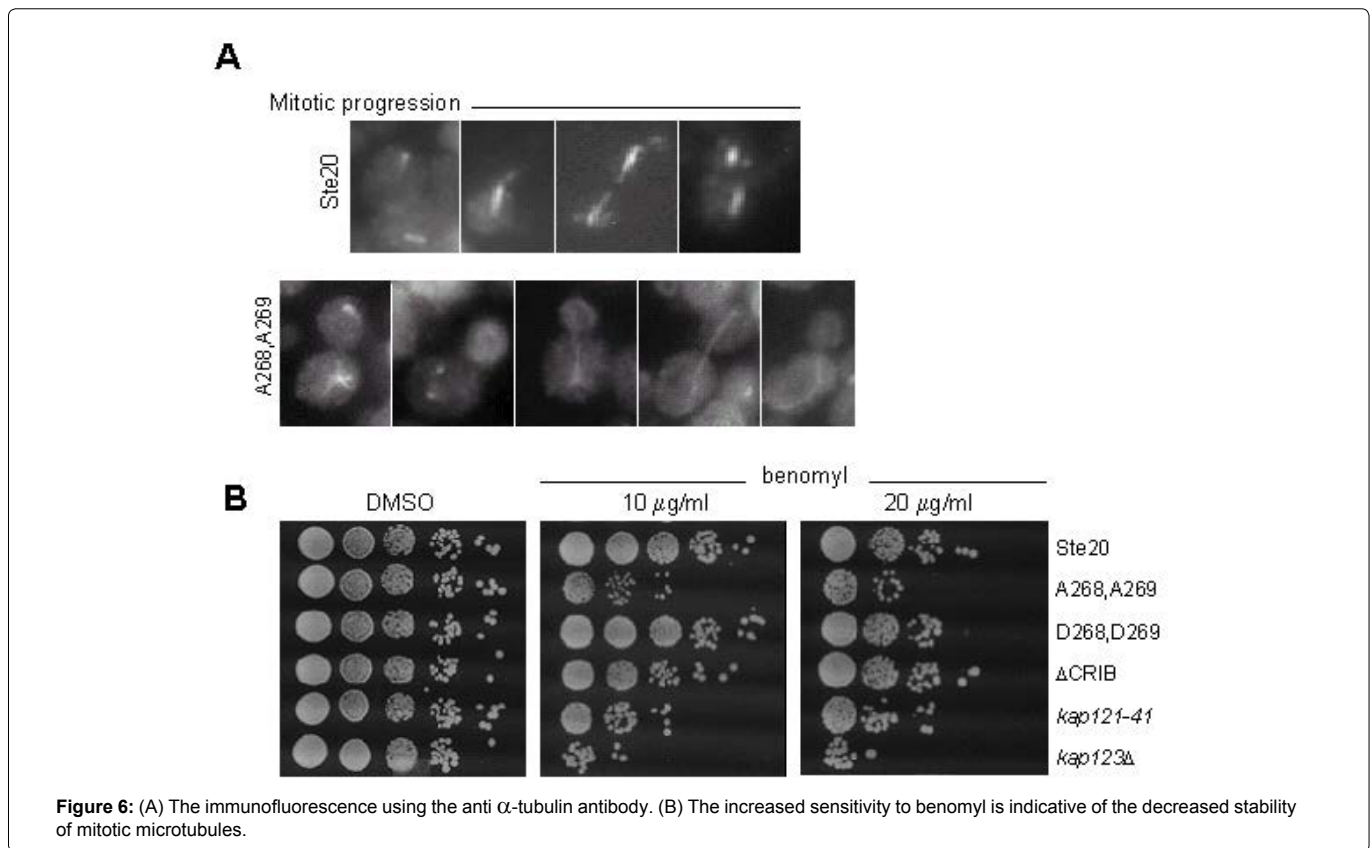 A
Mitotic progression
Ste20
A268,A269
B
benomyl
DMSO
10 µg/ml
20 µg/ml
Ste20
A268,A269
D268,D269
ΔCRIB
kap121-41
kap123Δ
Figure 6: (A) The immunofluorescence using the anti α-tubulin antibody. (B) The increased sensitivity to benomyl is indicative of the decreased stability
of mitotic microtubules.